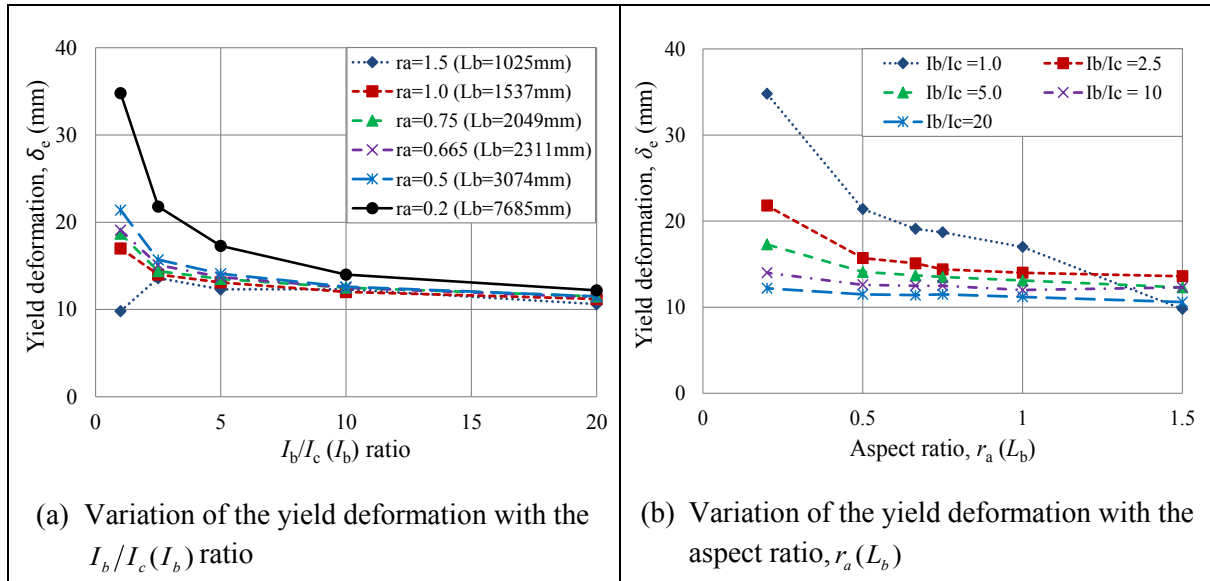 40
30
20
10
0
0
5
10
15
20
Yield deformation, δe (mm)
Ib/Ic (Ib) ratio
ra=1.5 (Lb=1025mm)
ra=1.0 (Lb=1537mm)
ra=0.75 (Lb=2049mm)
ra=0.665 (Lb=2311mm)
ra=0.5 (Lb=3074mm)
ra=0.2 (Lb=7685mm)
(a) Variation of the yield deformation with the
Ib/Ic(Ib) ratio
40
30
20
10
0
0
0.5
1
1.5
Yield deformation, δe (mm)
Aspect ratio, ra (Lb)
Ib/Ic =1.0 Ib/Ic =2.5
Ib/Ic =5.0 Ib/Ic = 10
Ib/Ic=20
(b) Variation of the yield deformation with the
aspect ratio, ra(Lb)